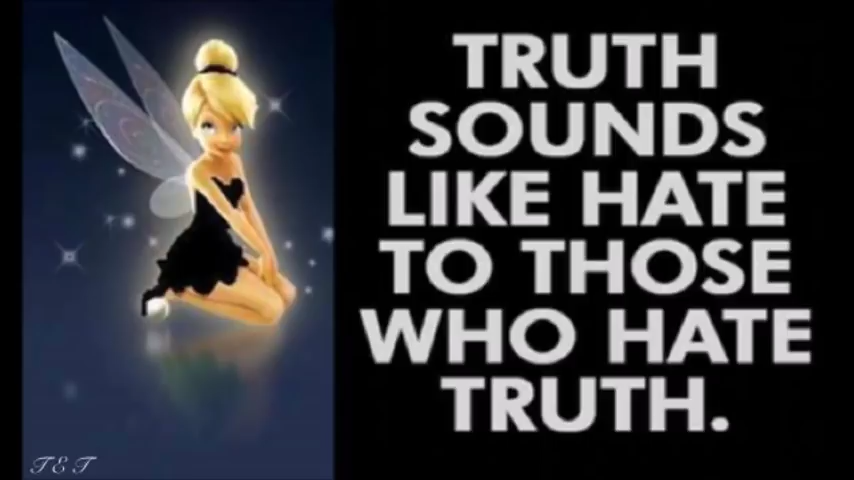 TRUTH
SOUNDS
LIKE HATE
TO THOSE
WHO HATE
TRUTH.
T&T